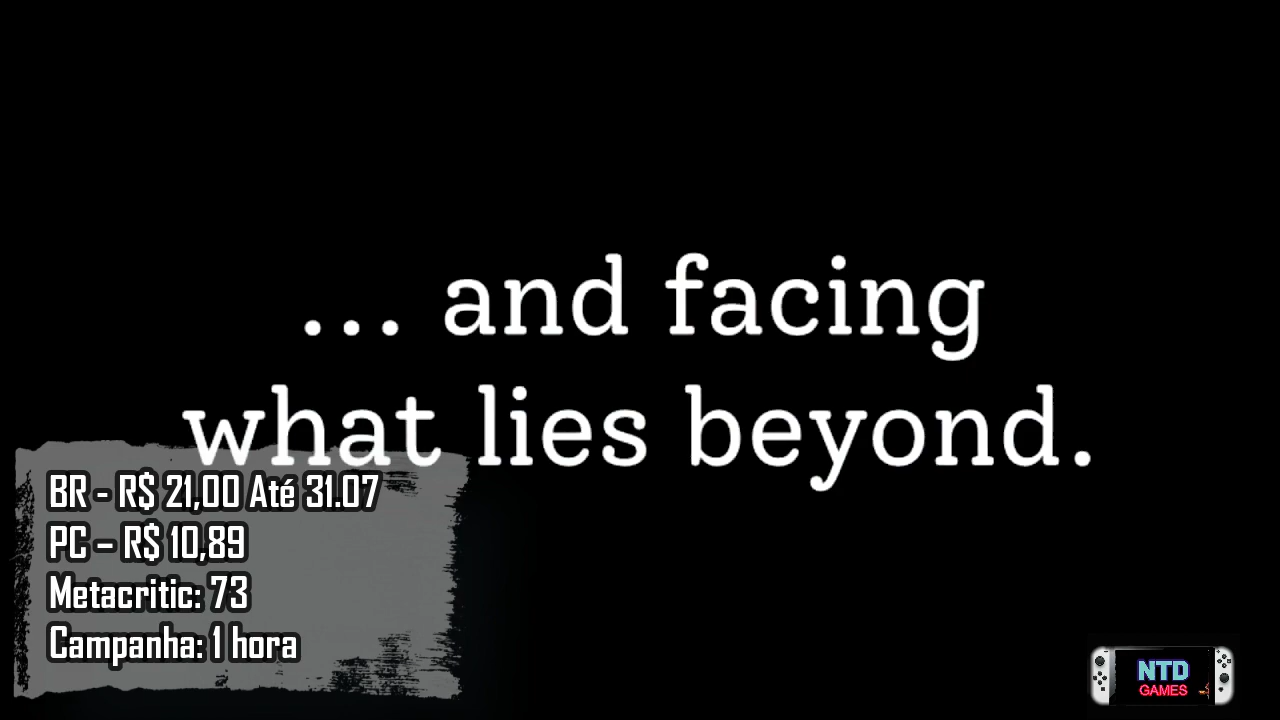 ... and facing
what lies beyond.
BR - R$ 21,00 Até 31.07
PC – R$ 10,89
Metacritic: 73
Campanha: 1 hora
NTD
GAMES